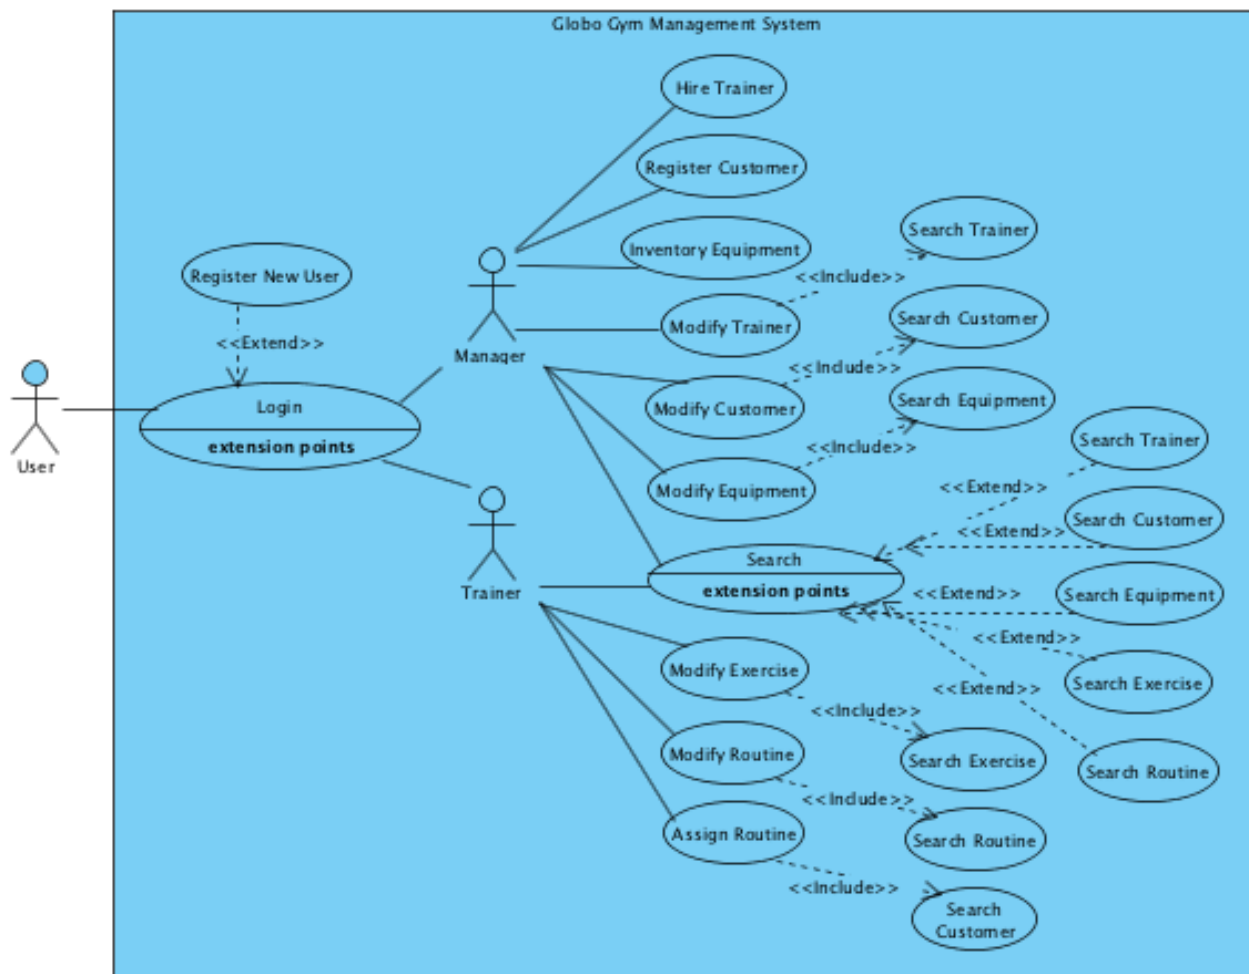 Globo Gym Management System
Hire Trainer
Register Customer
Search Trainer
Inventory Equipment
Register New User
<<Include>>
Search Customer
Modify Trainer
<<Extend>>
Manager
<<Include>>
Search Equipment
Login
Modify Customer
extension points
Search Trainer
<<Include>>
User
Modify Equipment
<<Extend>>
Search Customer
<<Extend>>
Search
extension points
Trainer
<<Extend>>
Search Equipment
<<Extend>>
Modify Exercise
Search Exercise
<<Extend>>
<<Include>>
Modify Routine
Search Exercise
Search Routine
<<Include>>
Assign Routine
Search Routine
<<Include>>
Search
Customer